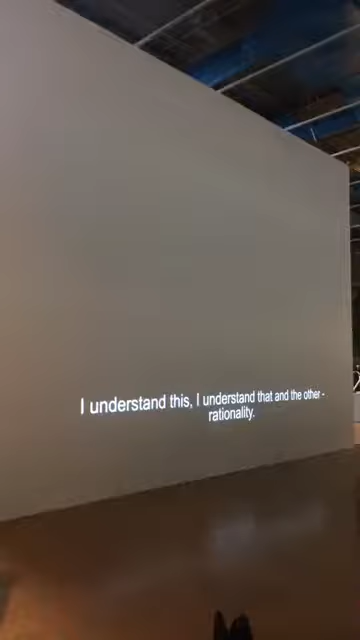 I understand this, I understand that and the other -
rationality.